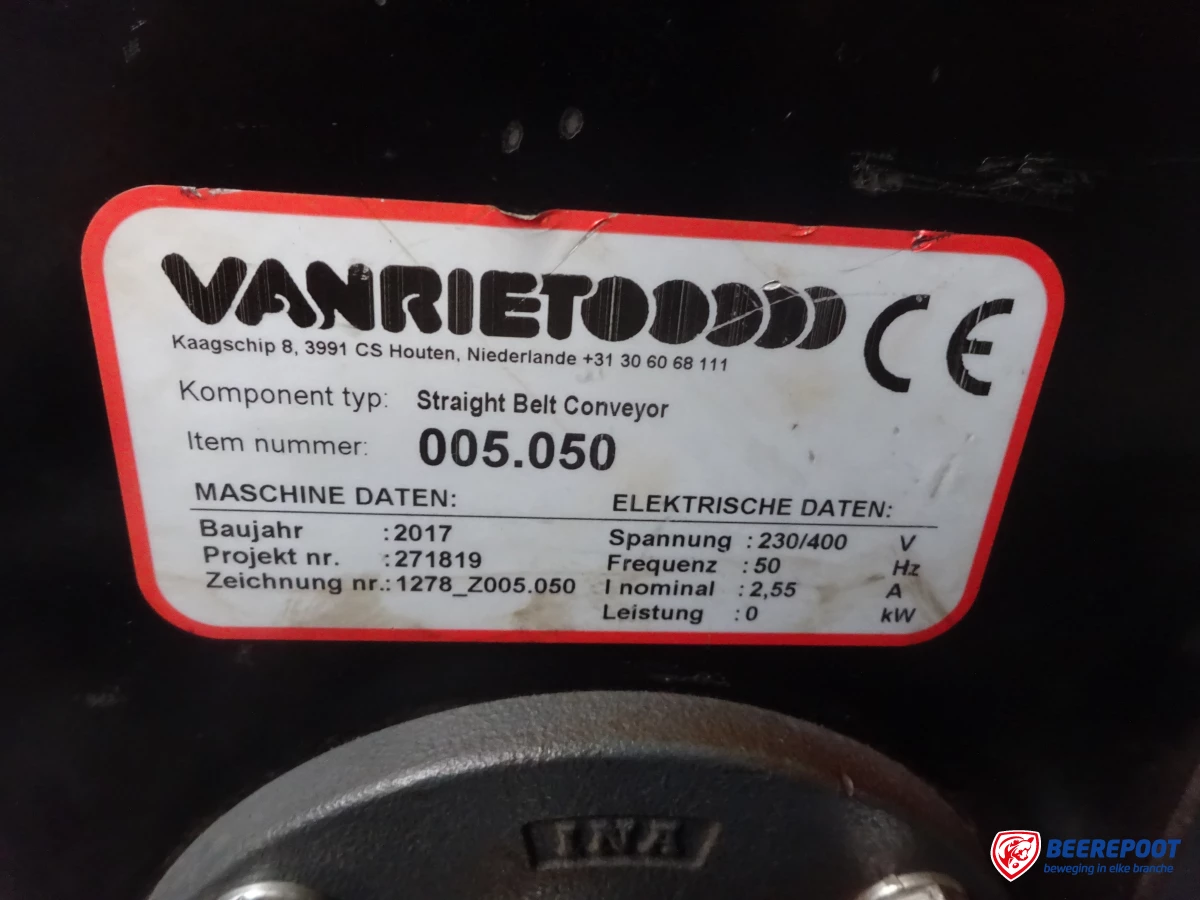 VANRIET
CE
Kaagschip 8, 3991 CS Houten, Niederlande +31 30 60 68 111
Komponent typ: Straight Belt Conveyor
Item nummer: 005.050
MASCHINE DATEN:
Baujahr : 2017
Projekt nr. : 271819
Zeichnung nr.: 1278_Z005.050
ELEKTRISCHE DATEN:
Spannung : 230/400 V
Frequenz : 50 Hz
I nominal : 2,55 A
Leistung : 0 kW
INA
BEEREPOOT
beweging in elke branche